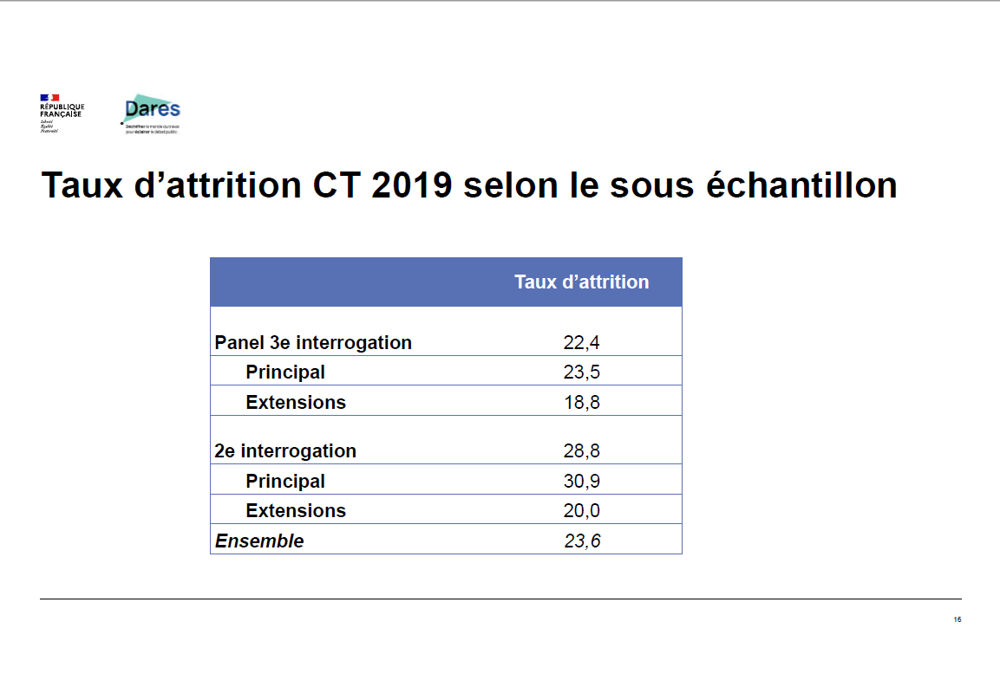 RÉPUBLIQUE
FRANÇAISE
Liberté
Égalité
Fraternité
Dares
Déchiffrer le monde du travail
pour éclairer le débat public.
Taux d’attrition CT 2019 selon le sous échantillon
Taux d’attrition
Panel 3e interrogation 22,4
Principal 23,5
Extensions 18,8
2e interrogation 28,8
Principal 30,9
Extensions 20,0
Ensemble 23,6
16